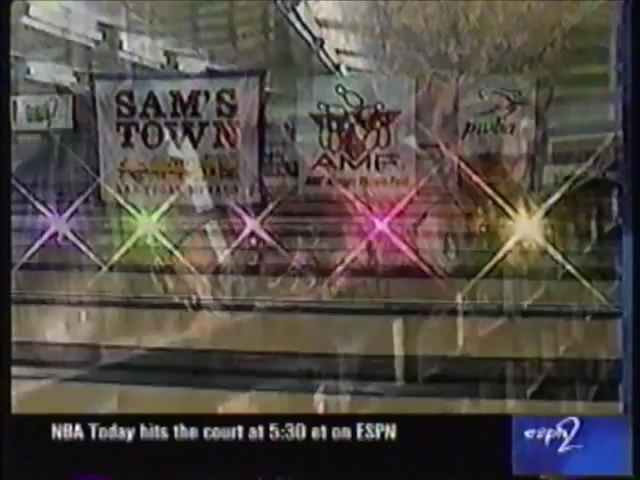 SAM'S
TOWN
AMF
pwba
NBA Today hits the court at 5:30 et on ESPN
espn2